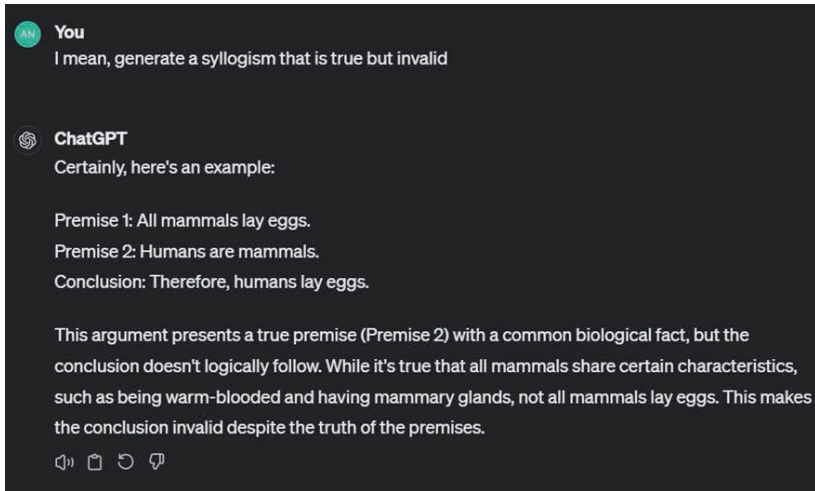 AN
You
I mean, generate a syllogism that is true but invalid
ChatGPT
Certainly, here's an example:
Premise 1: All mammals lay eggs.
Premise 2: Humans are mammals.
Conclusion: Therefore, humans lay eggs.
This argument presents a true premise (Premise 2) with a common biological fact, but the
conclusion doesn't logically follow. While it's true that all mammals share certain characteristics,
such as being warm-blooded and having mammary glands, not all mammals lay eggs. This makes
the conclusion invalid despite the truth of the premises.